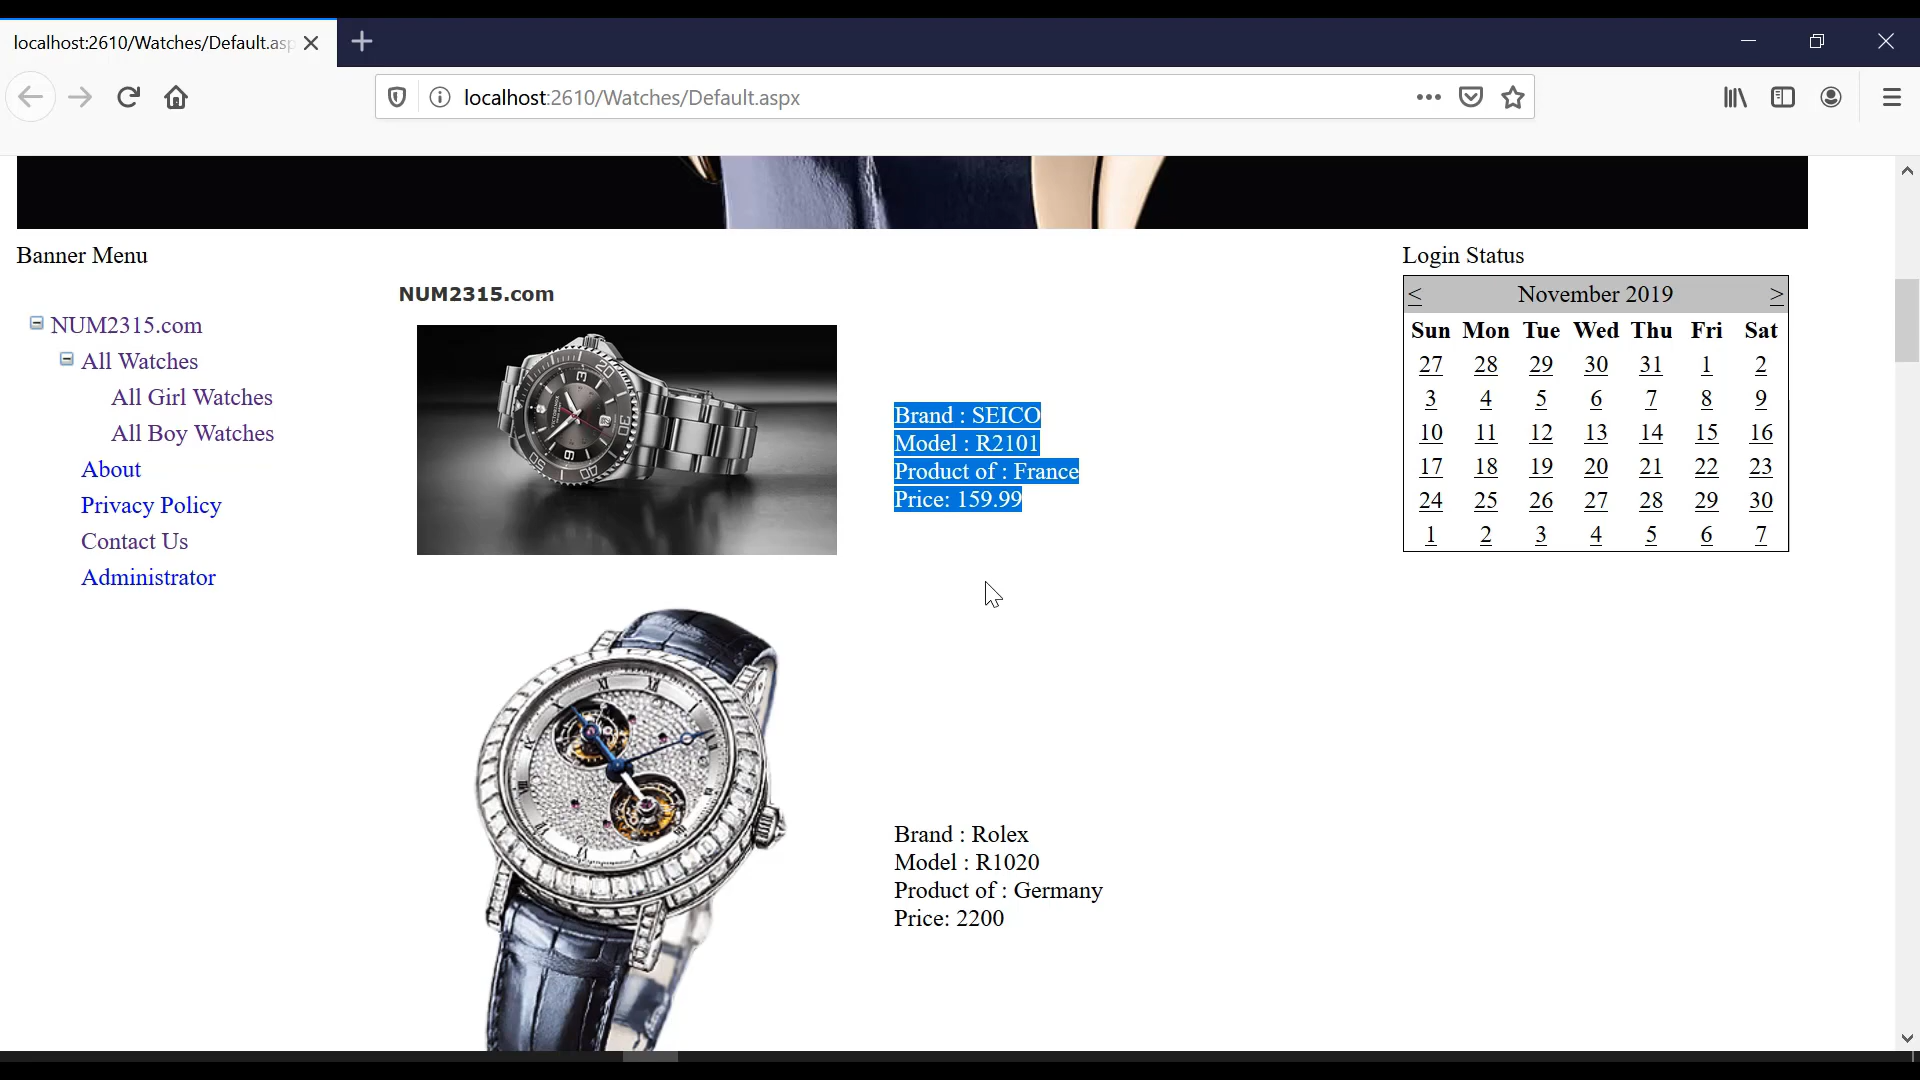 localhost:2610/Watches/Default.asp
localhost:2610/Watches/Default.aspx
Banner Menu
NUM2315.com
All Watches
All Girl Watches
All Boy Watches
About
Privacy Policy
Contact Us
Administrator
NUM2315.com
Brand : SEICO
Model : R2101
Product of : France
Price: 159.99
Brand : Rolex
Model : R1020
Product of : Germany
Price: 2200
Login Status
< November 2019 >
Sun Mon Tue Wed Thu Fri Sat
27 28 29 30 31 1 2
3 4 5 6 7 8 9
10 11 12 13 14 15 16
17 18 19 20 21 22 23
24 25 26 27 28 29 30
1 2 3 4 5 6 7